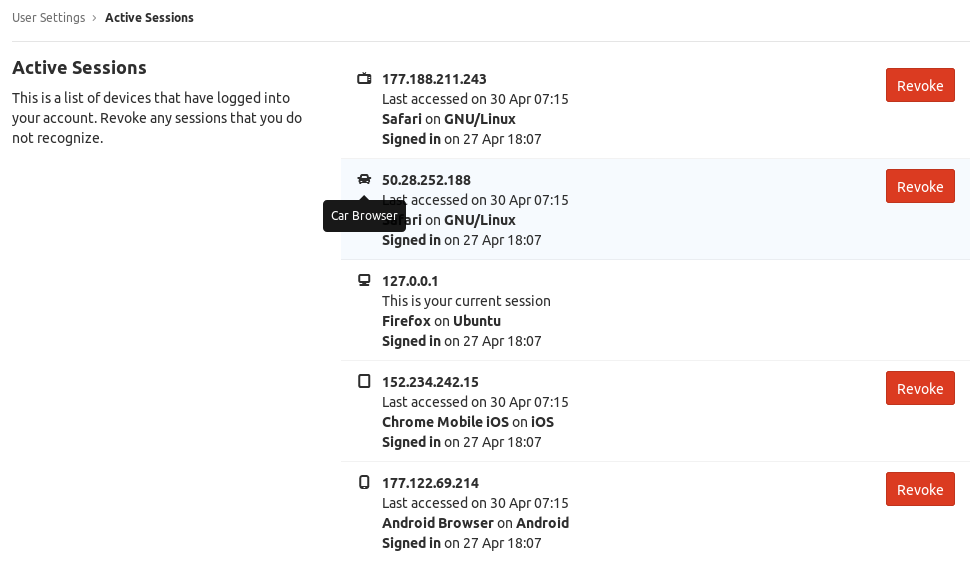 User Settings › Active Sessions
Active Sessions
This is a list of devices that have logged into
your account. Revoke any sessions that you do
not recognize.
177.188.211.243
Last accessed on 30 Apr 07:15
Safari on GNU/Linux
Signed in on 27 Apr 18:07
Revoke
50.28.252.188
Last accessed on 30 Apr 07:15
Car Browser
Safari on GNU/Linux
Signed in on 27 Apr 18:07
Revoke
127.0.0.1
This is your current session
Firefox on Ubuntu
Signed in on 27 Apr 18:07
152.234.242.15
Last accessed on 30 Apr 07:15
Chrome Mobile iOS on iOS
Signed in on 27 Apr 18:07
Revoke
177.122.69.214
Last accessed on 30 Apr 07:15
Android Browser on Android
Signed in on 27 Apr 18:07
Revoke